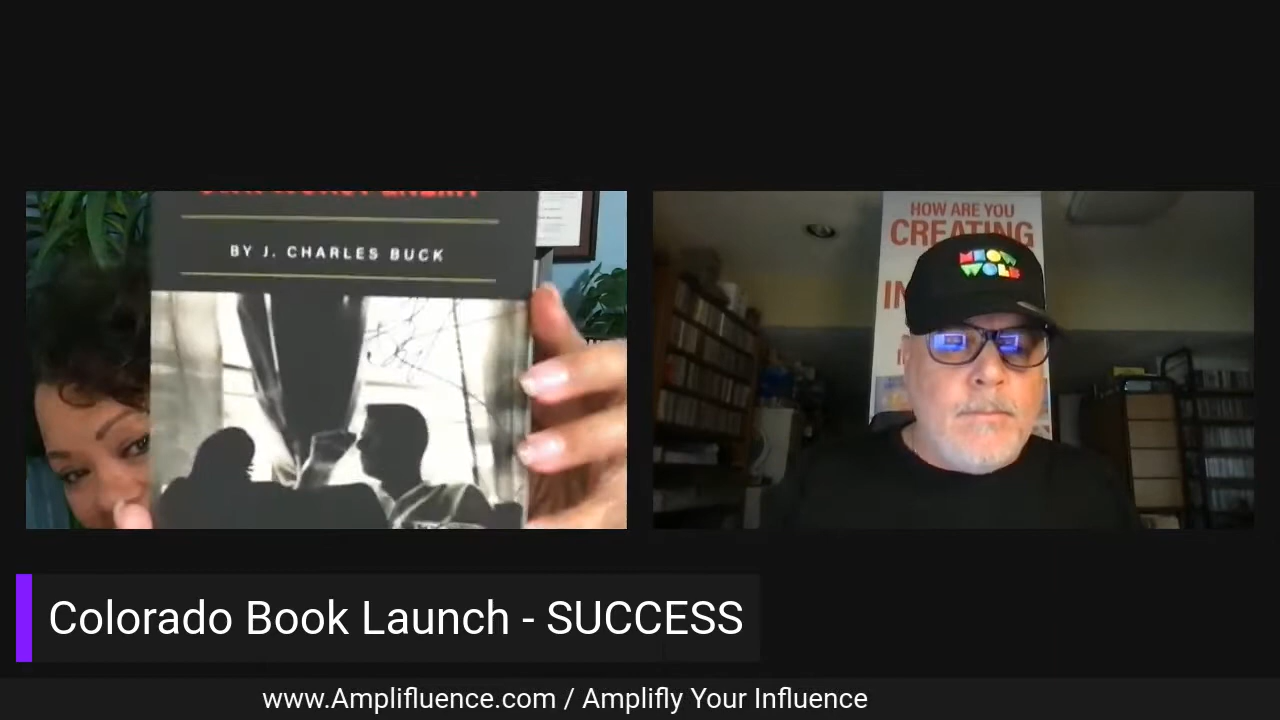 BY J. CHARLES BUCK
HOW ARE YOU
CREATING
IN
MEOW
WOLF
Colorado Book Launch - SUCCESS
www.Amplifluence.com / Amplifly Your Influence